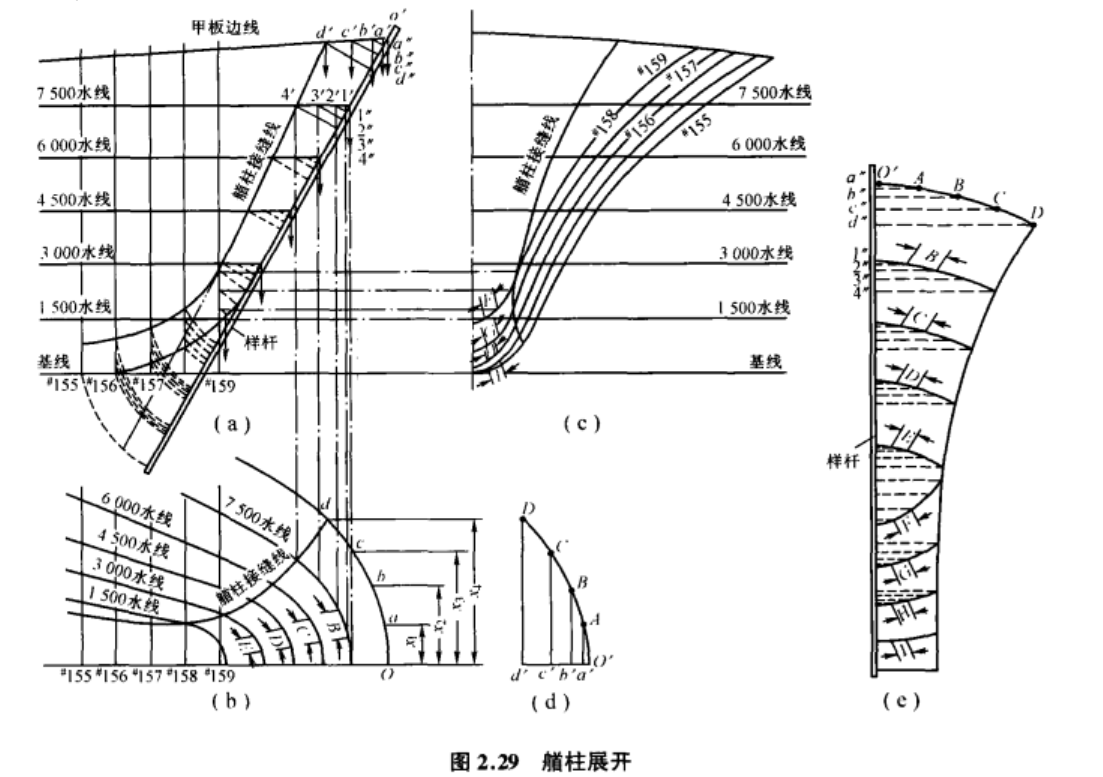 甲板边线
o′
d′ c′ b′ a′
a″
b″
c″
d″
7 500水线
4′ 3′ 2′ 1′
1″
2″
3″
4″
6 000水线
艏柱接缝线
4 500水线
3 000水线
1 500水线
样杆
基线
#155 #156 #157 #159
(a)
#159
#157
#158
#156
#155
艏柱接缝线
7 500水线
6 000水线
4 500水线
3 000水线
1 500水线
基线
F
I
(c)
6 000水线
7 500水线
4 500水线
3 000水线
1 500水线
艏柱接缝线
d
c
b
a
x₁
x₂
x₃
x₄
E D C B
#155 #156 #157 #158 #159 O
(b)
D
C
B
A
d′ c′ b′ a′ O′
(d)
a″ O′ A B C D
b″
c″
d″
1″
2″
3″
4″
B
C
D
E
样杆
F
G
H
I
(e)
图 2.29 艏柱展开